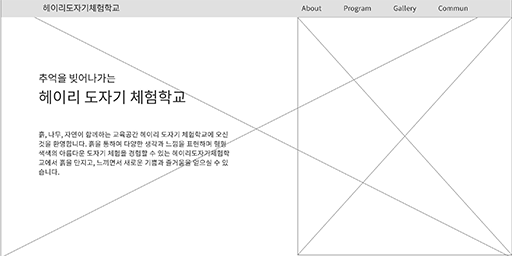 헤이리도자기체험학교
About Program Gallery Commun
추억을 빚어나가는
헤이리 도자기 체험학교
흙, 나무, 자연이 함께하는 교육공간 헤이리 도자기 체험학교에 오신
것을 환영합니다. 흙을 통하여 다양한 생각과 느낌을 표현하며 형형
색색의 아름다운 도자기 체험을 경험할 수 있는 헤이리도자기체험학
교에서 흙을 만지고, 느끼면서 새로운 기쁨과 즐거움을 얻으실 수 있
습니다.